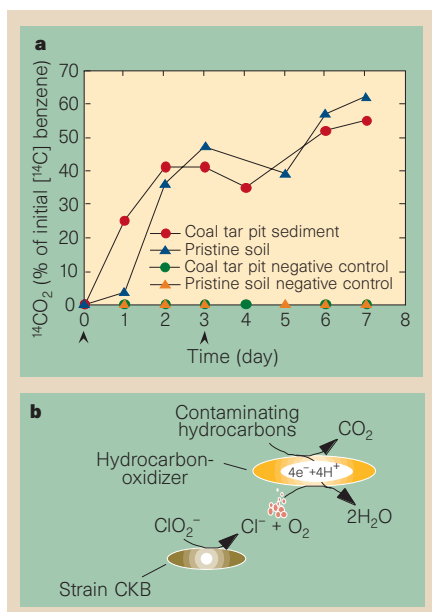 a
70
60
50
40
30
20
10
0
¹⁴CO₂ (% of initial [¹⁴C] benzene)
Coal tar pit sediment
Pristine soil
Coal tar pit negative control
Pristine soil negative control
0 1 2 3 4 5 6 7 8
Time (day)
b
Contaminating
hydrocarbons
CO₂
Hydrocarbon-
oxidizer
4e⁻+4H⁺
2H₂O
ClO₂⁻
Cl⁻ + O₂
Strain CKB